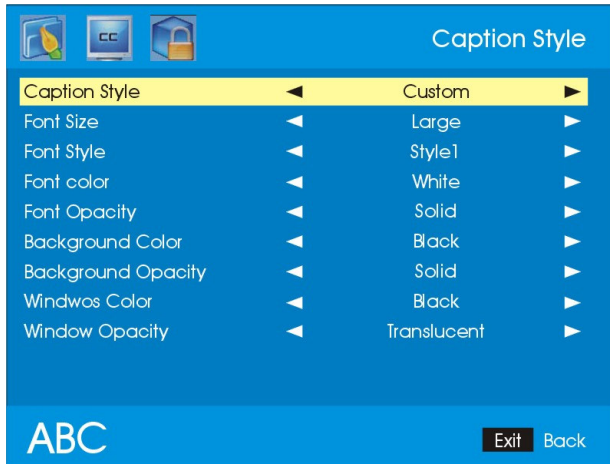 CC
Caption Style
Caption Style Custom
Font Size Large
Font Style Style1
Font color White
Font Opacity Solid
Background Color Black
Background Opacity Solid
Windwos Color Black
Window Opacity Translucent
ABC
Exit Back